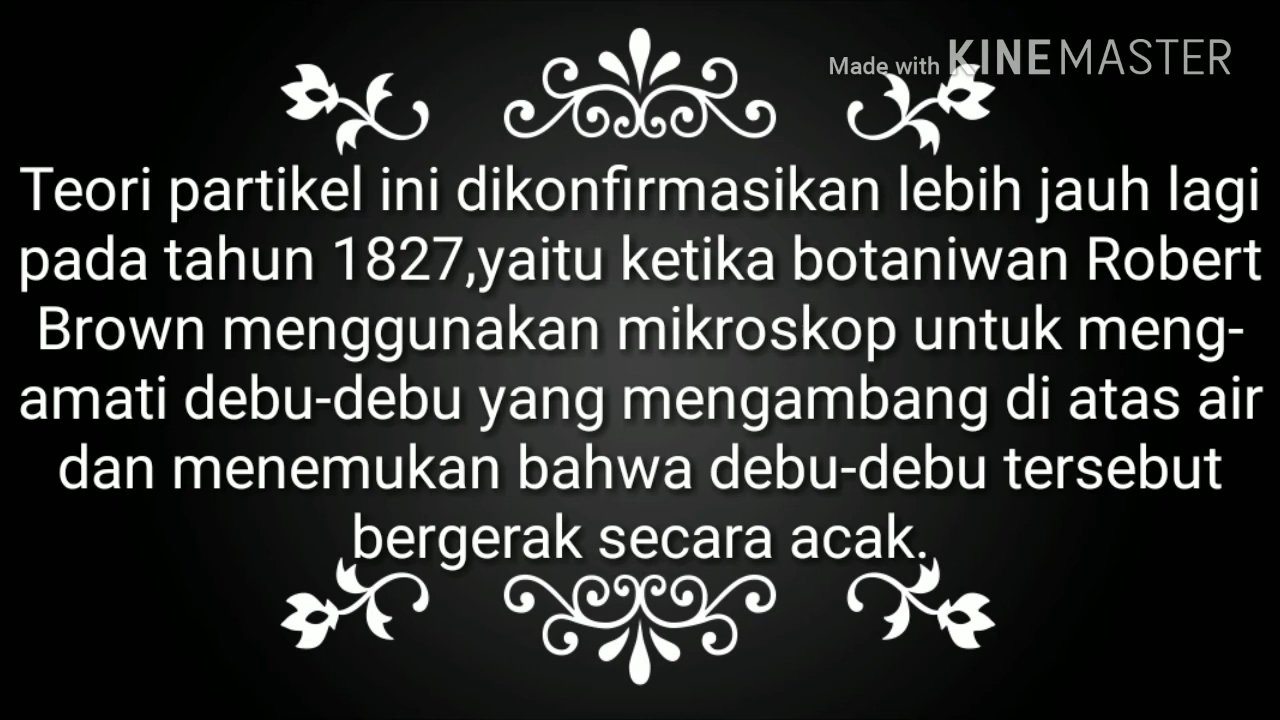 Made with KINEMASTER
Teori partikel ini dikonfirmasikan lebih jauh lagi
pada tahun 1827,yaitu ketika botaniwan Robert
Brown menggunakan mikroskop untuk meng-
amati debu-debu yang mengambang di atas air
dan menemukan bahwa debu-debu tersebut
bergerak secara acak.